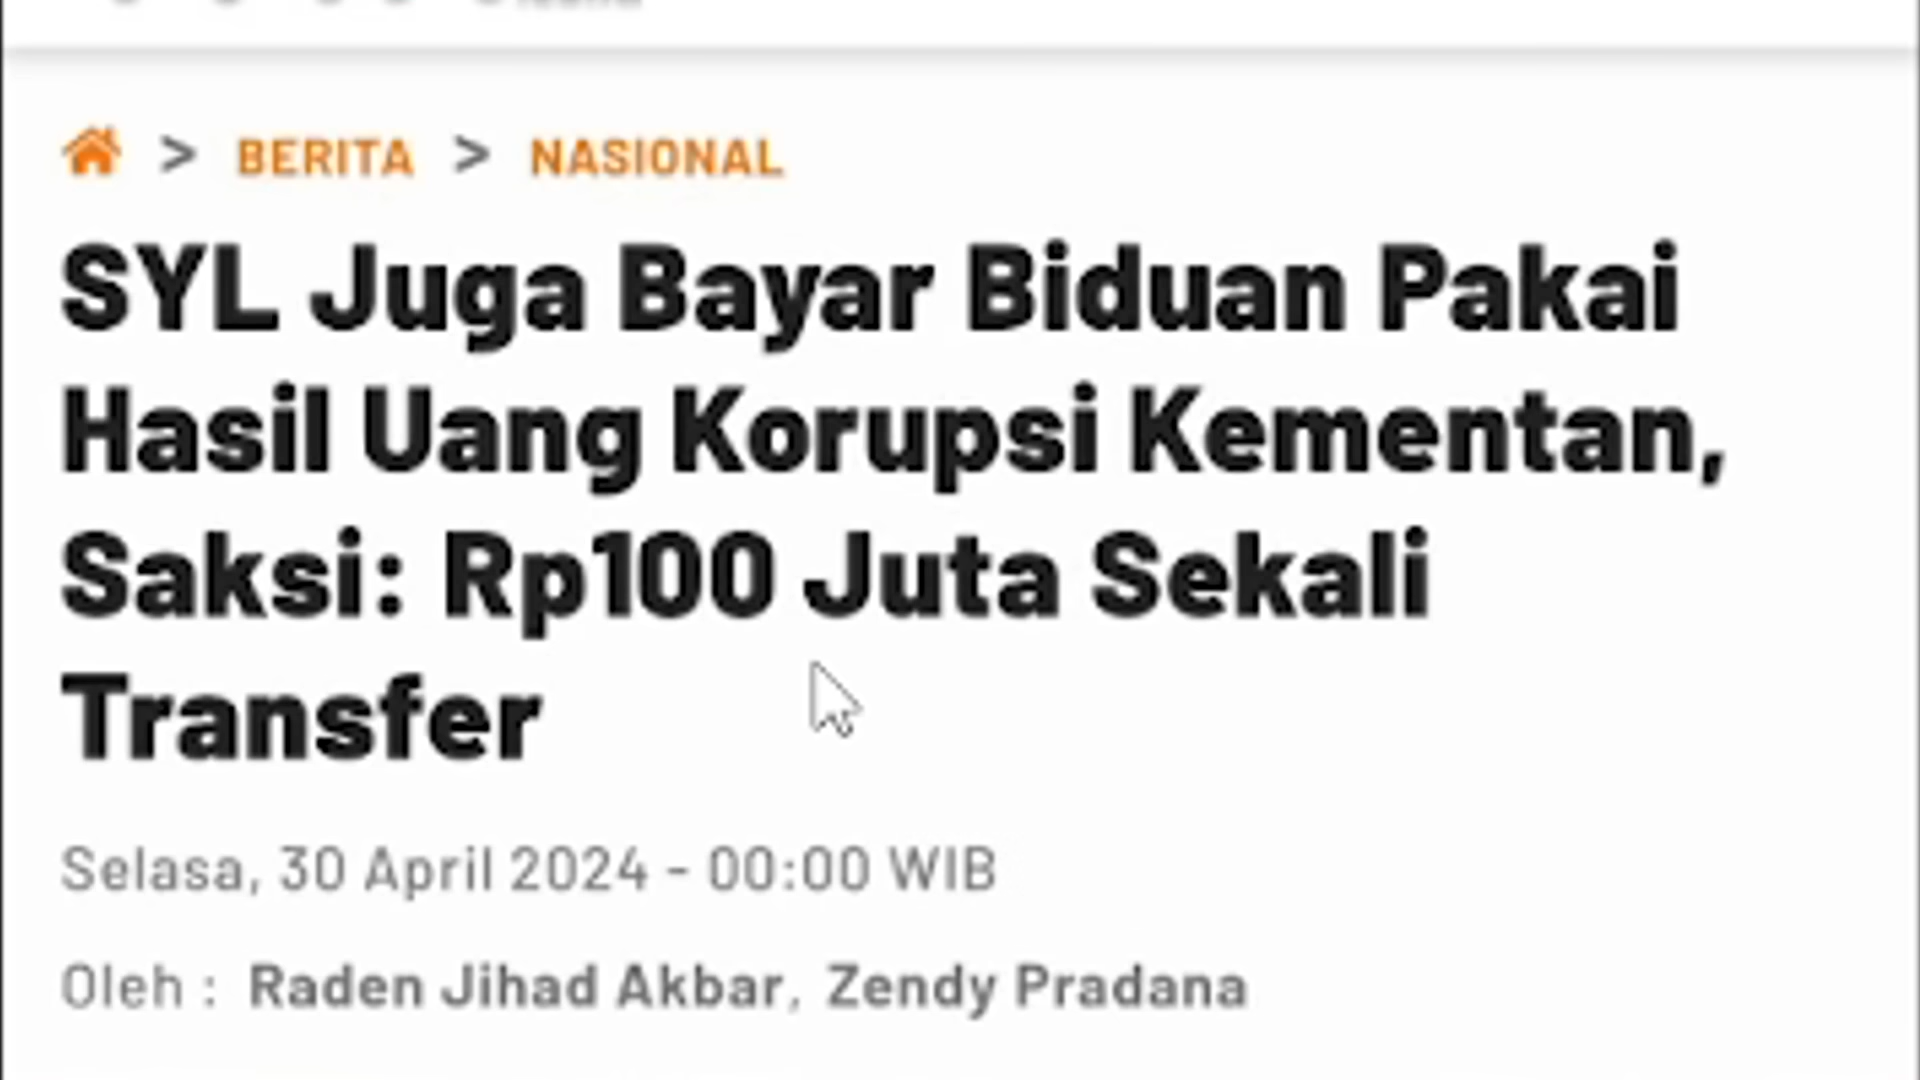 > BERITA > NASIONAL
SYL Juga Bayar Biduan Pakai
Hasil Uang Korupsi Kementan,
Saksi: Rp100 Juta Sekali
Transfer
Selasa, 30 April 2024 - 00:00 WIB
Oleh : Raden Jihad Akbar, Zendy Pradana